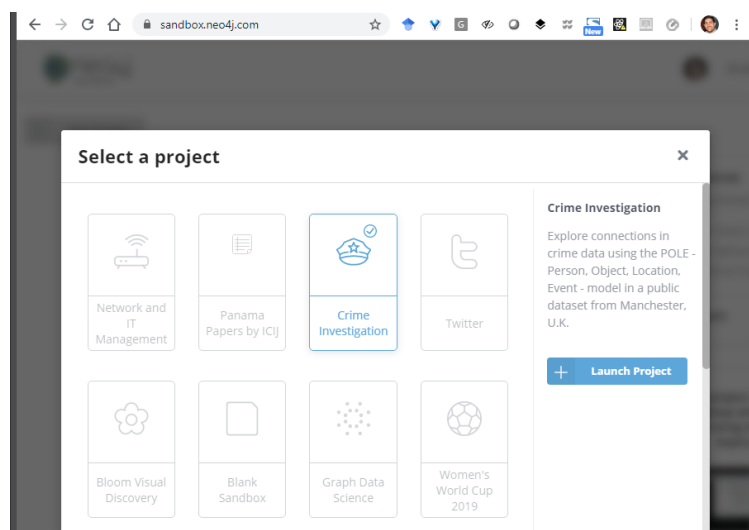 sandbox.neo4j.com
G
New
Select a project
Network and
IT
Management
Panama
Papers by ICIJ
Crime
Investigation
Twitter
Bloom Visual
Discovery
Blank
Sandbox
Graph Data
Science
Women's
World Cup
2019
Crime Investigation
Explore connections in
crime data using the POLE -
Person, Object, Location,
Event - model in a public
dataset from Manchester,
U.K.
Launch Project